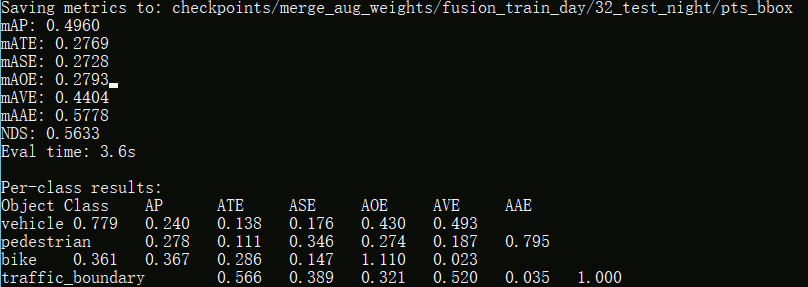 Saving metrics to: checkpoints/merge_aug_weights/fusion_train_day/32_test_night/pts_bbox
mAP: 0.4960
mATE: 0.2769
mASE: 0.2728
mAOE: 0.2793
mAVE: 0.4404
mAAE: 0.5778
NDS: 0.5633
Eval time: 3.6s
Per-class results:
Object Class AP ATE ASE AOE AVE AAE
vehicle 0.779 0.240 0.138 0.176 0.430 0.493
pedestrian 0.278 0.111 0.346 0.274 0.187 0.795
bike 0.361 0.367 0.286 0.147 1.110 0.023
traffic_boundary 0.566 0.389 0.321 0.520 0.035 1.000